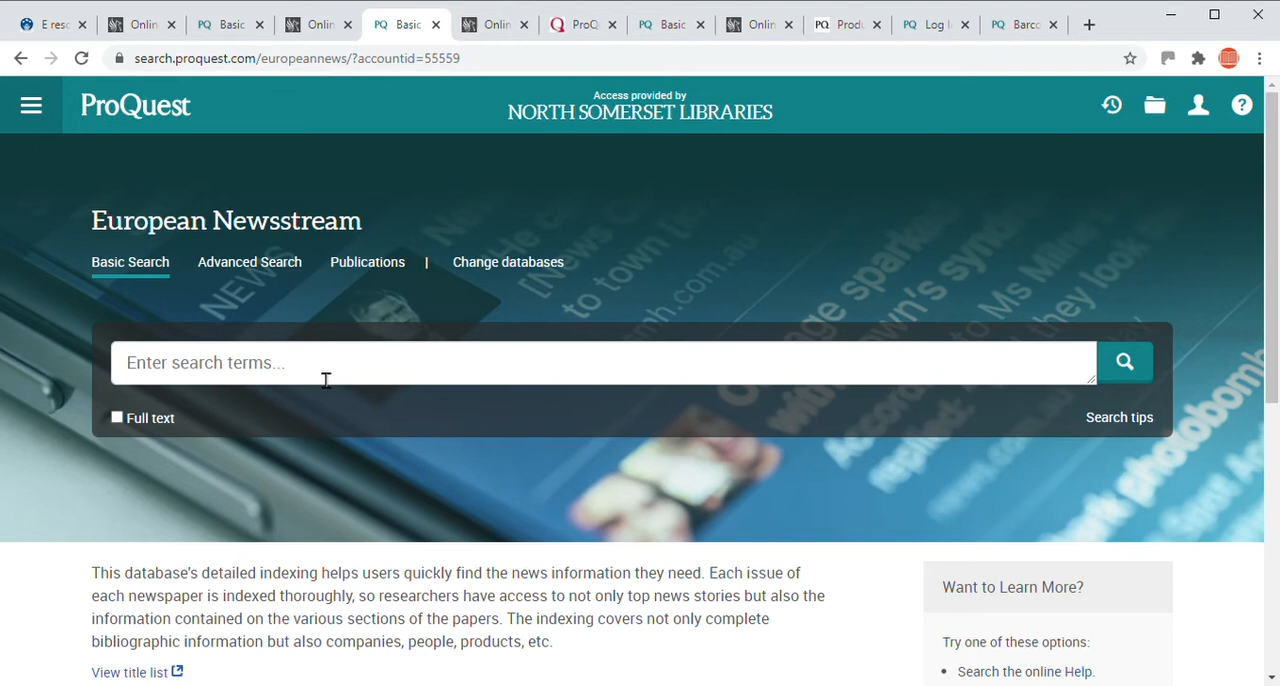 E resc
Onlin
PQ Basic
Onlin
PQ Basic
Onlin
ProQ
PQ Basic
Onlin
PQ Produ
PQ Log I
PQ Barco
search.proquest.com/europeannews/?accountid=55559
ProQuest
Access provided by
NORTH SOMERSET LIBRARIES
European Newsstream
Basic Search Advanced Search Publications | Change databases
Enter search terms...
Full text
Search tips
This database's detailed indexing helps users quickly find the news information they need. Each issue of
each newspaper is indexed thoroughly, so researchers have access to not only top news stories but also the
information contained on the various sections of the papers. The indexing covers not only complete
bibliographic information but also companies, people, products, etc.
View title list
Want to Learn More?
Try one of these options:
• Search the online Help.